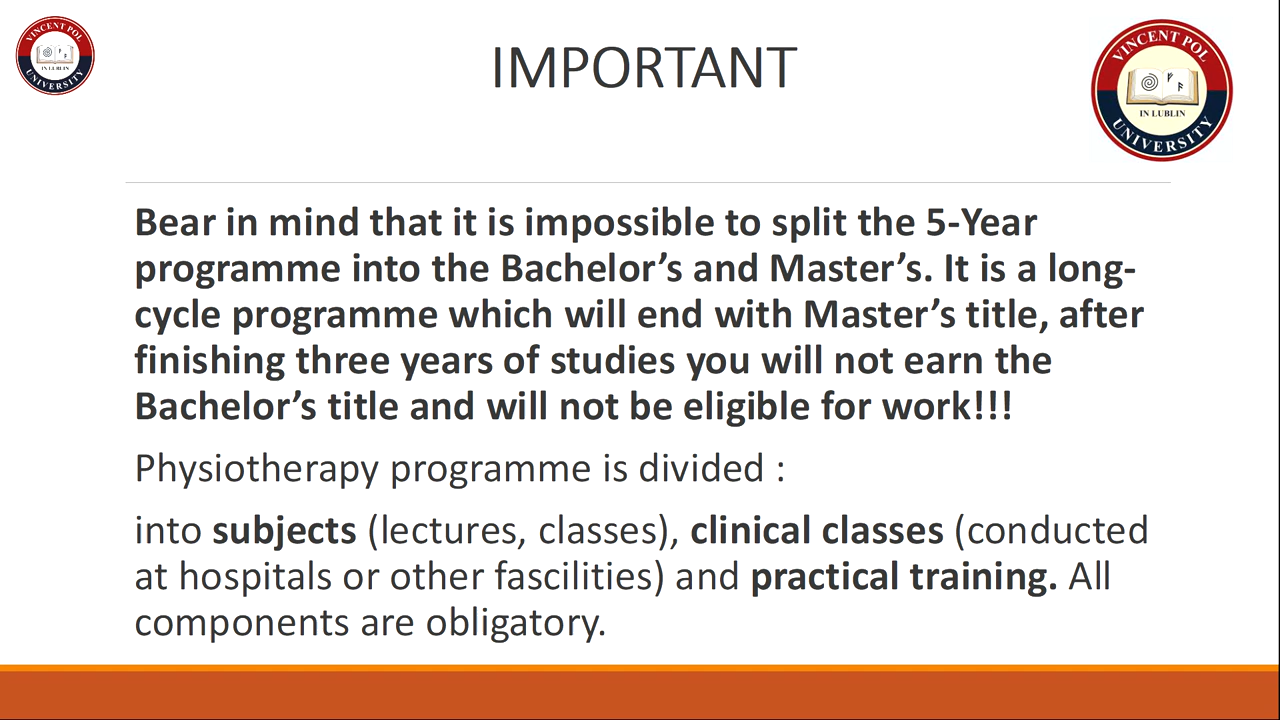 VINCENT POL
IN LUBLIN
UNIVERSITY
IMPORTANT
VINCENT POL
IN LUBLIN
UNIVERSITY
Bear in mind that it is impossible to split the 5-Year
programme into the Bachelor’s and Master’s. It is a long-
cycle programme which will end with Master’s title, after
finishing three years of studies you will not earn the
Bachelor’s title and will not be eligible for work!!!
Physiotherapy programme is divided :
into subjects (lectures, classes), clinical classes (conducted
at hospitals or other fascilities) and practical training. All
components are obligatory.